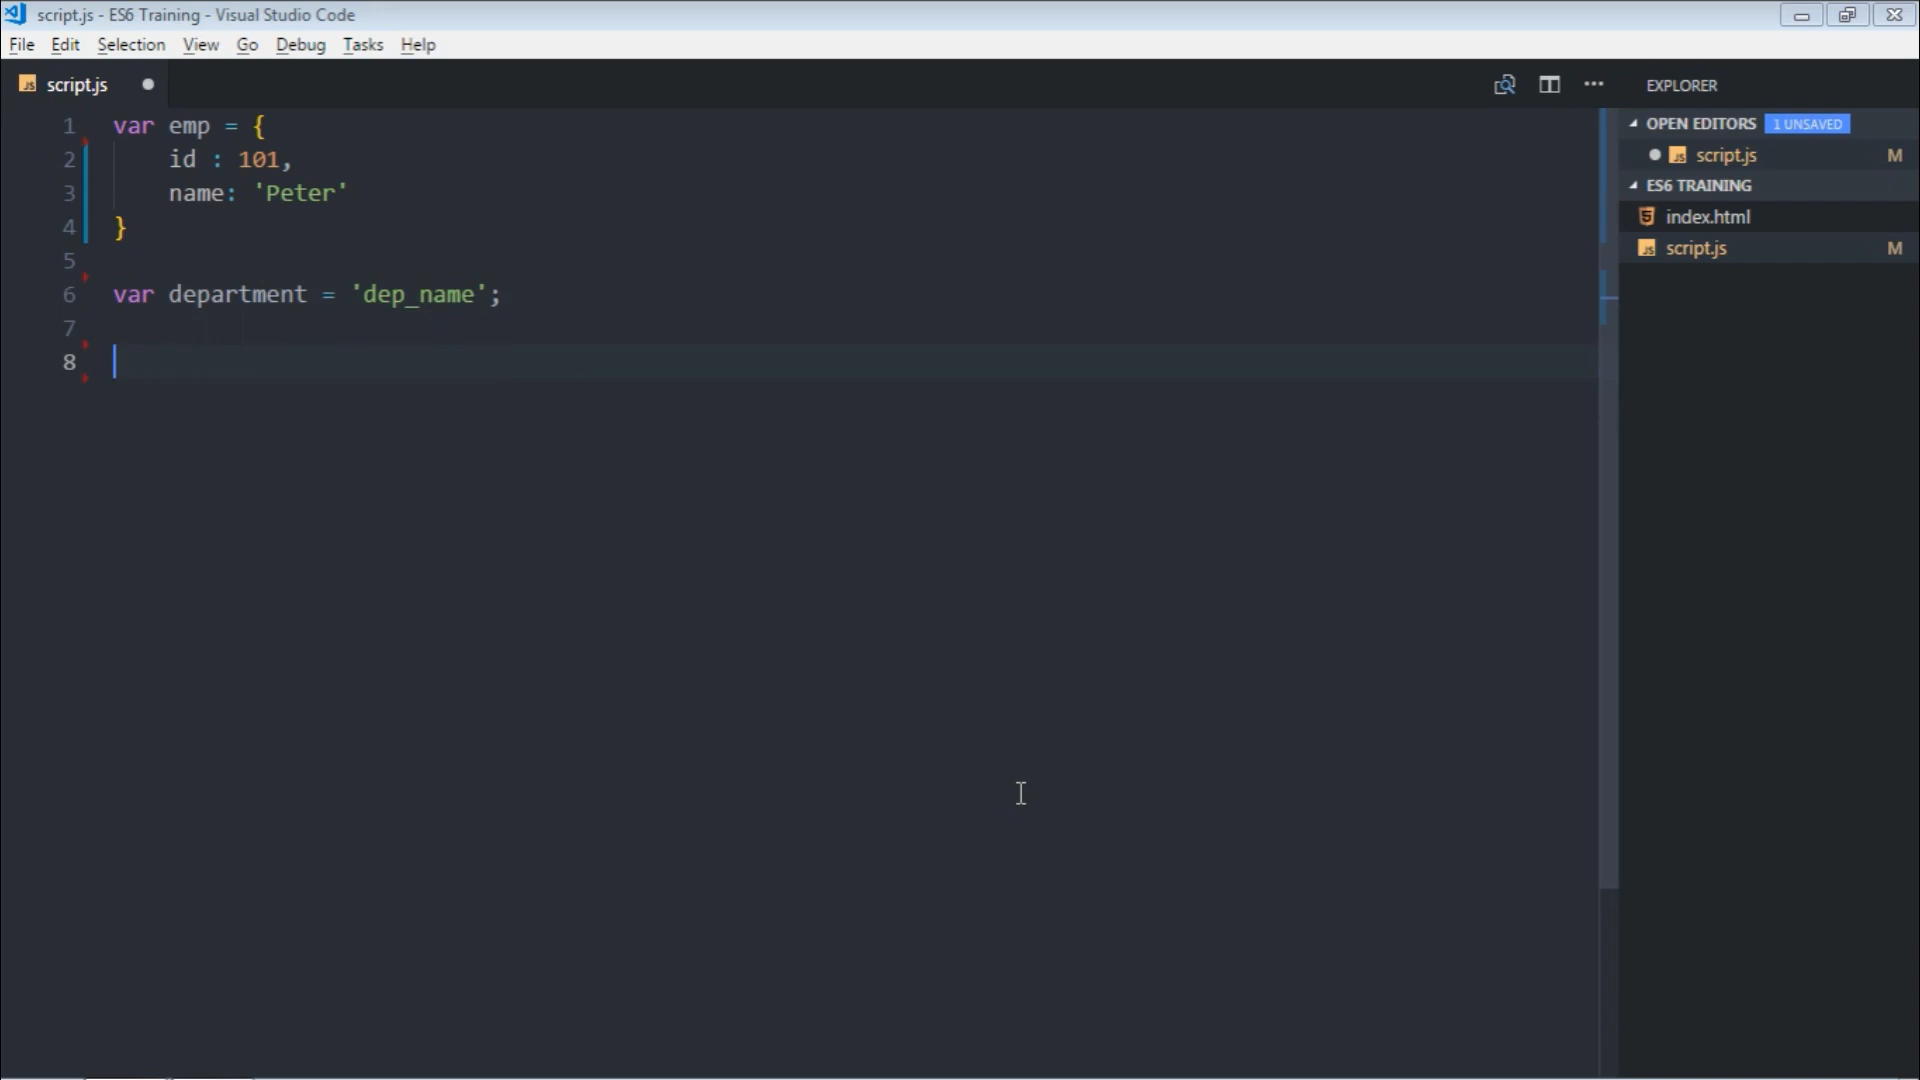 script.js - ES6 Training - Visual Studio Code
File Edit Selection View Go Debug Tasks Help
script.js
EXPLORER
1 var emp = {
2 id : 101,
3 name: 'Peter'
4 }
5
6 var department = 'dep_name';
7
8
OPEN EDITORS 1 UNSAVED
script.js M
ES6 TRAINING
index.html
script.js M